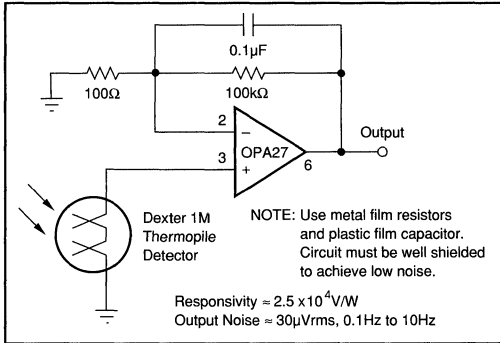 0.1µF
100Ω
100kΩ
2
−
OPA27
3
+
6
Output
Dexter 1M
Thermopile
Detector
NOTE: Use metal film resistors
and plastic film capacitor.
Circuit must be well shielded
to achieve low noise.
Responsivity ≈ 2.5 x 10⁴V/W
Output Noise ≈ 30µVrms, 0.1Hz to 10Hz